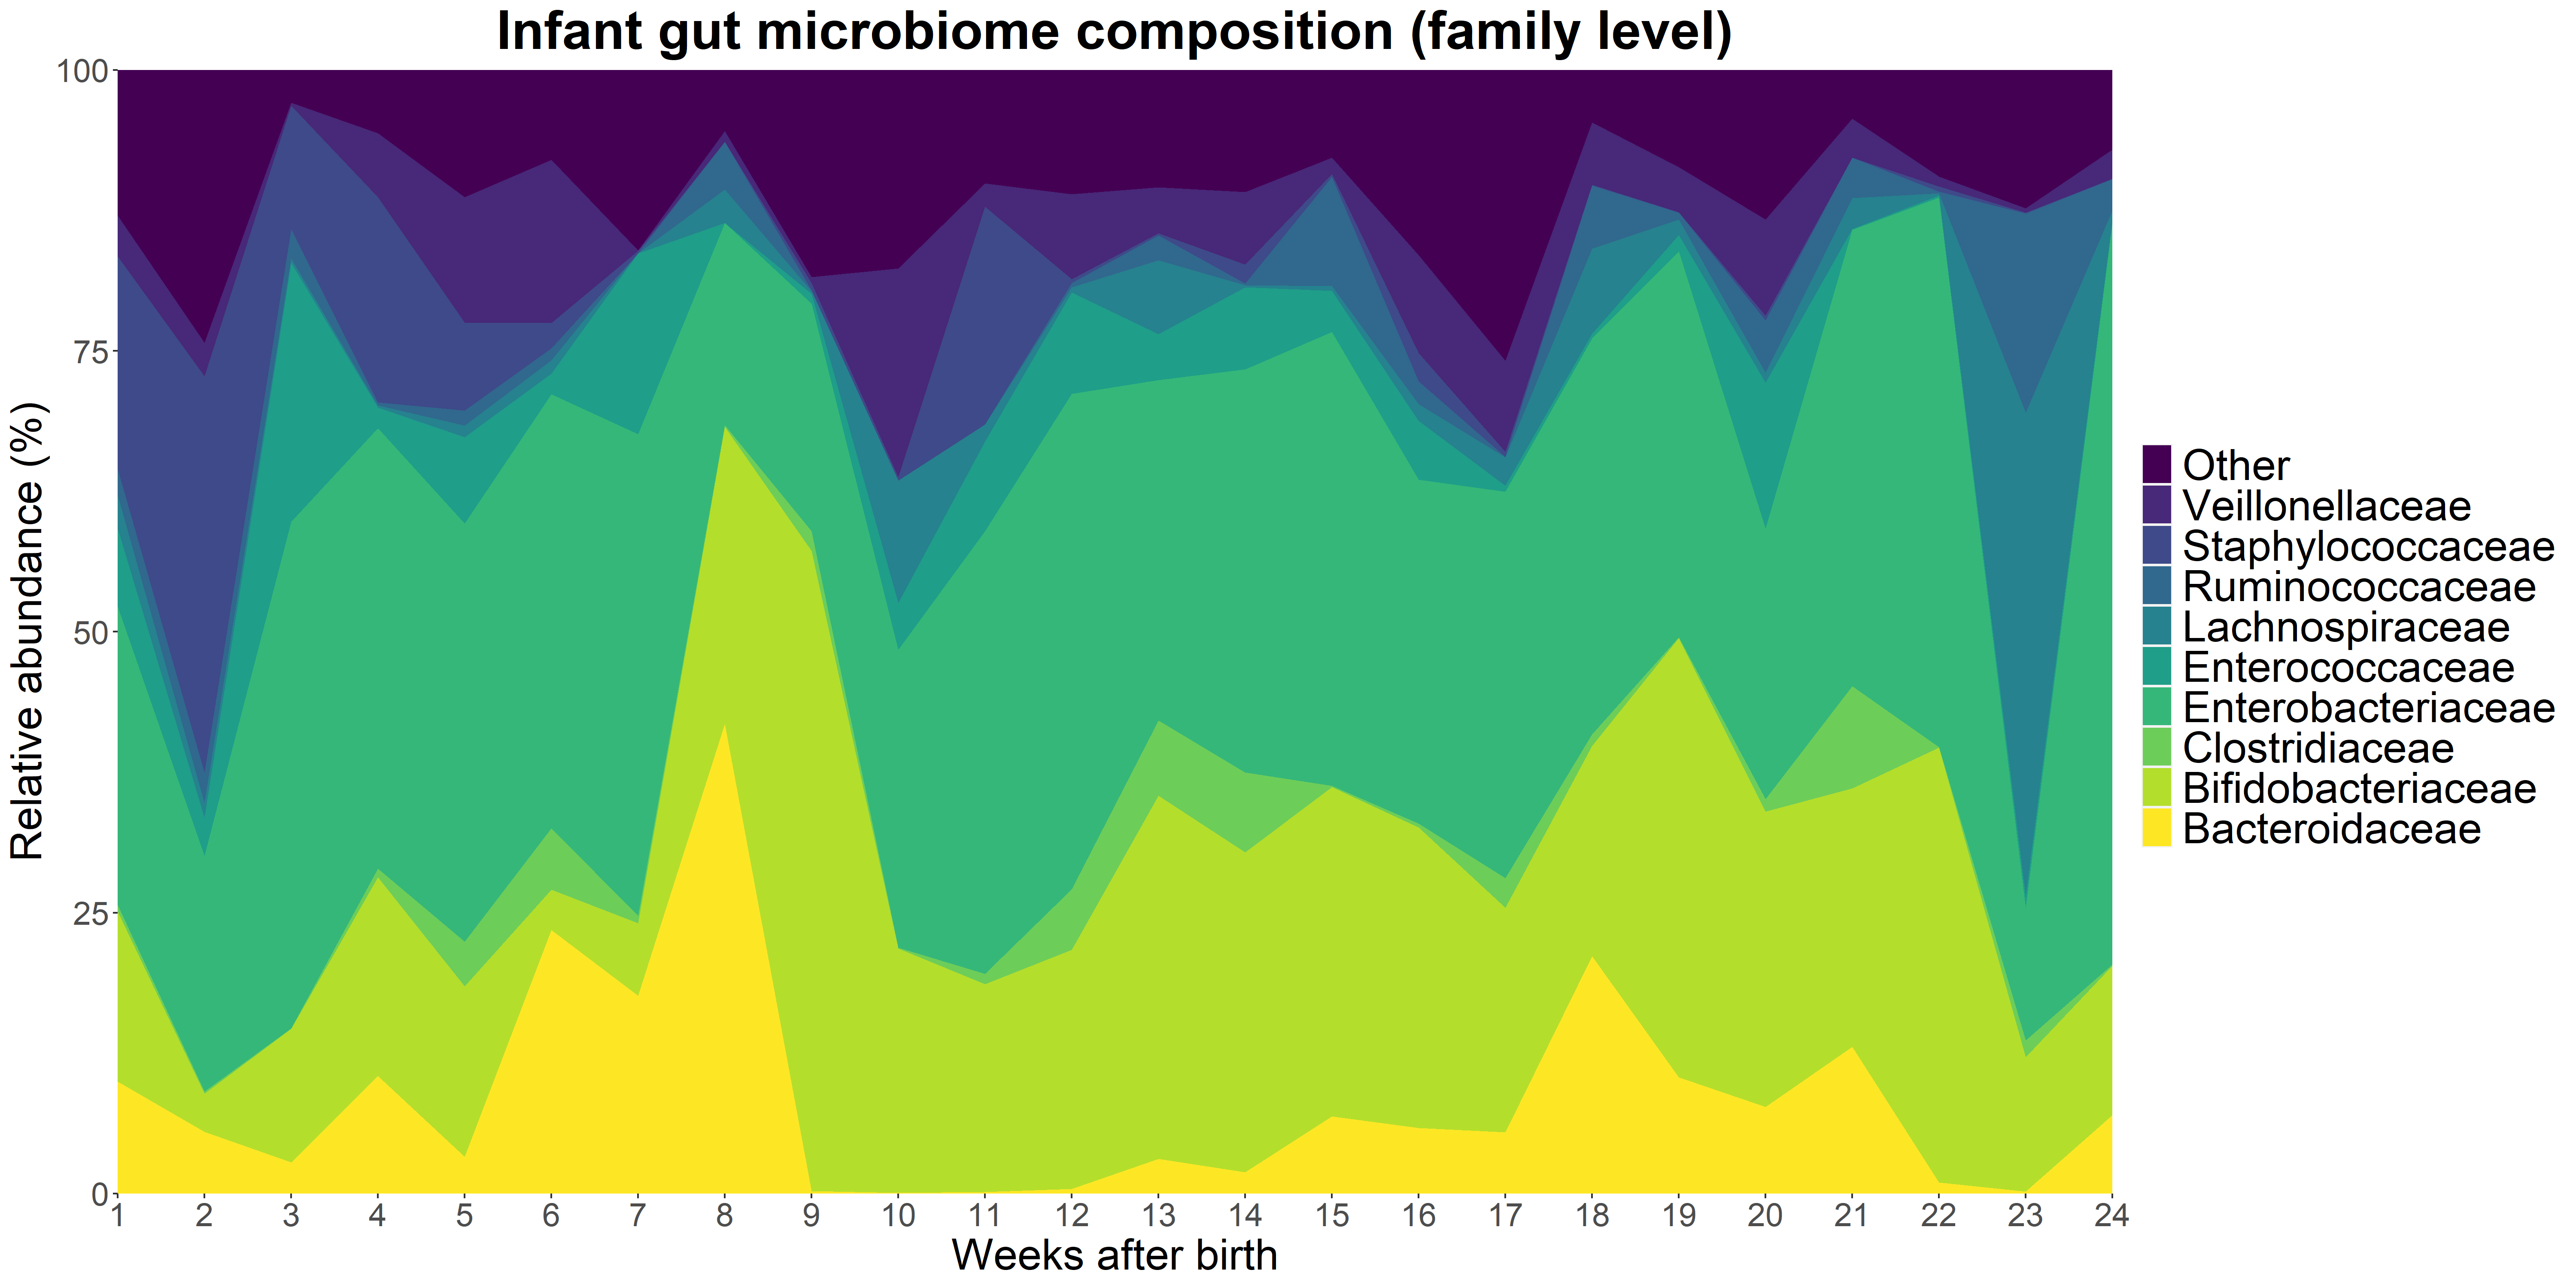 Infant gut microbiome composition (family level)
100
75
50
25
0
Relative abundance (%)
1 2 3 4 5 6 7 8 9 10 11 12 13 14 15 16 17 18 19 20 21 22 23 24
Weeks after birth
Other
Veillonellaceae
Staphylococcaceae
Ruminococcaceae
Lachnospiraceae
Enterococcaceae
Enterobacteriaceae
Clostridiaceae
Bifidobacteriaceae
Bacteroidaceae